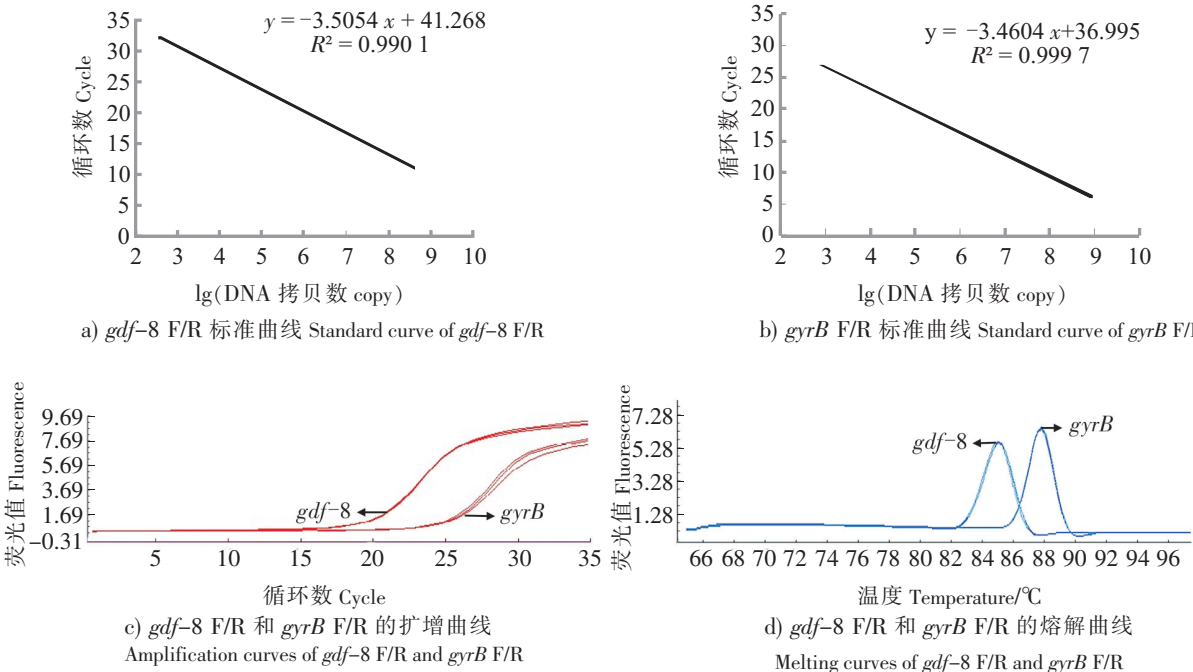 y = −3.5054 x + 41.268
R² = 0.990 1
循环数 Cycle
35
30
25
20
15
10
5
0
2 3 4 5 6 7 8 9 10
lg(DNA 拷贝数 copy)
a) gdf−8 F/R 标准曲线 Standard curve of gdf−8 F/R
y = −3.4604 x+36.995
R² = 0.999 7
循环数 Cycle
35
30
25
20
15
10
5
0
2 3 4 5 6 7 8 9 10
lg(DNA 拷贝数 copy)
b) gyrB F/R 标准曲线 Standard curve of gyrB F/
荧光值 Fluorescence
9.69
7.69
5.69
3.69
1.69
−0.31
gdf−8
gyrB
5 10 15 20 25 30 35
循环数 Cycle
c) gdf−8 F/R 和 gyrB F/R 的扩增曲线
Amplification curves of gdf−8 F/R and gyrB F/R
荧光值 Fluorescence
7.28
5.28
3.28
1.28
gdf−8
gyrB
66 68 70 72 74 76 78 80 82 84 86 88 90 92 94 96
温度 Temperature/℃
d) gdf−8 F/R 和 gyrB F/R 的熔解曲线
Melting curves of gdf−8 F/R and gyrB F/R